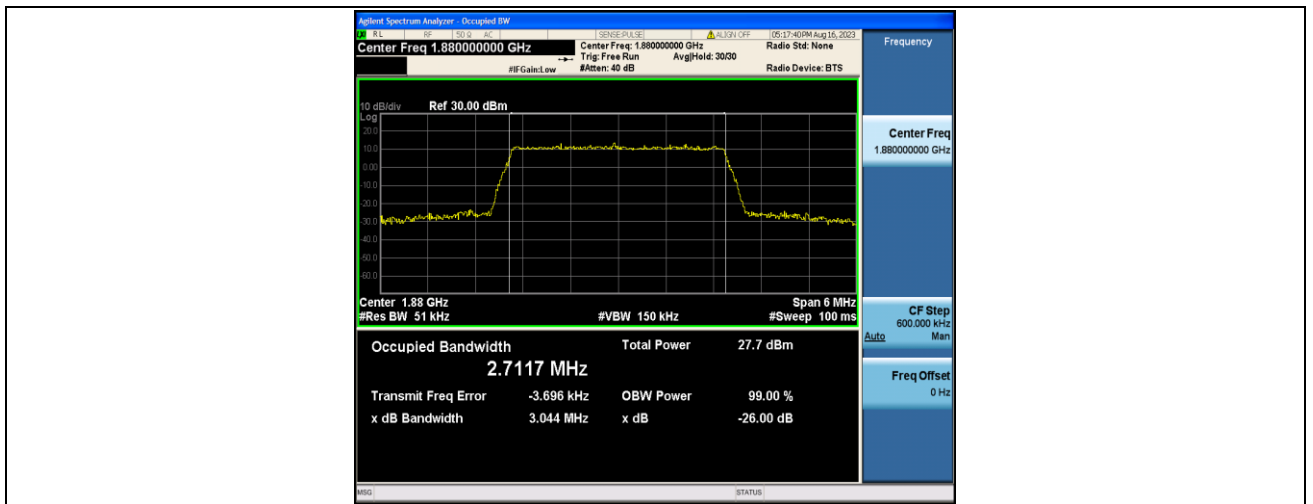 Agilent Spectrum Analyzer - Occupied BW
RL RF 50 Ω AC SENSE:PULSE ALIGN OFF 05:17:40PM Aug 16, 2023
Center Freq 1.880000000 GHz
Center Freq: 1.880000000 GHz Radio Std: None
Trig: Free Run Avg|Hold: 30/30
#IFGain:Low #Atten: 40 dB Radio Device: BTS
Frequency
10 dB/div Ref 30.00 dBm
Log
20.0
10.0
0.00
-10.0
-20.0
-30.0
-40.0
-50.0
-60.0
Center 1.88 GHz Span 6 MHz
#Res BW 51 kHz #VBW 150 kHz #Sweep 100 ms
Center Freq
1.880000000 GHz
CF Step
600.000 kHz
Auto Man
Freq Offset
0 Hz
Occupied Bandwidth Total Power 27.7 dBm
2.7117 MHz
Transmit Freq Error -3.696 kHz OBW Power 99.00 %
x dB Bandwidth 3.044 MHz x dB -26.00 dB
MSG STATUS